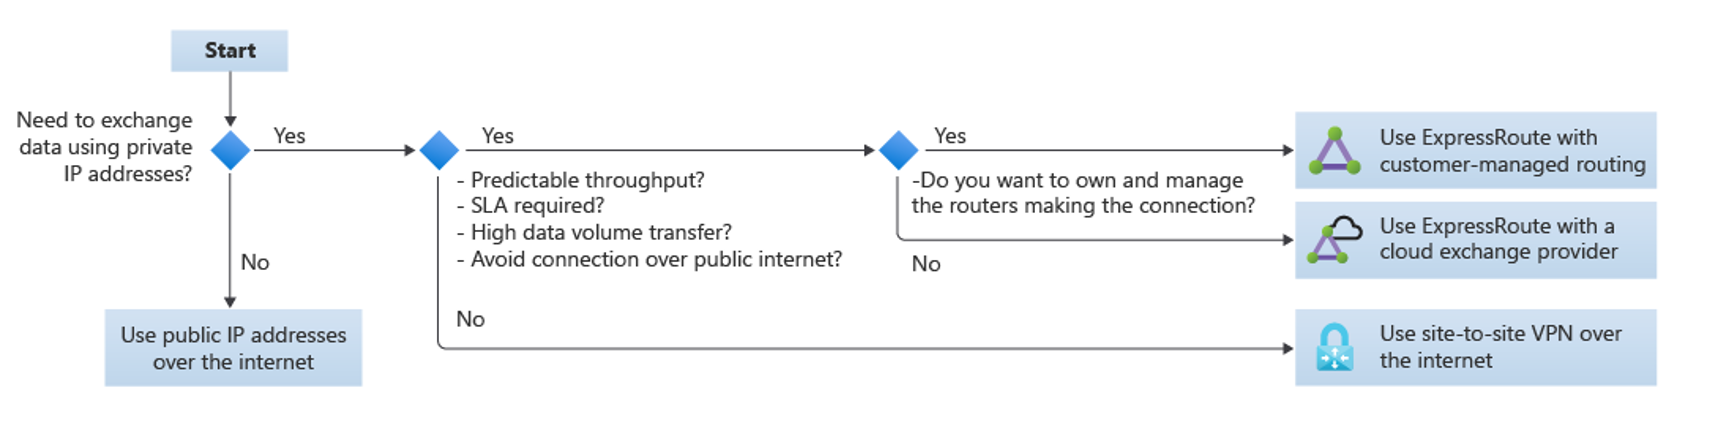 Start
Need to exchange
data using private
IP addresses?
Yes
No
Use public IP addresses
over the internet
Yes
- Predictable throughput?
- SLA required?
- High data volume transfer?
- Avoid connection over public internet?
No
Yes
-Do you want to own and manage
the routers making the connection?
No
Use ExpressRoute with
customer-managed routing
Use ExpressRoute with a
cloud exchange provider
Use site-to-site VPN over
the internet